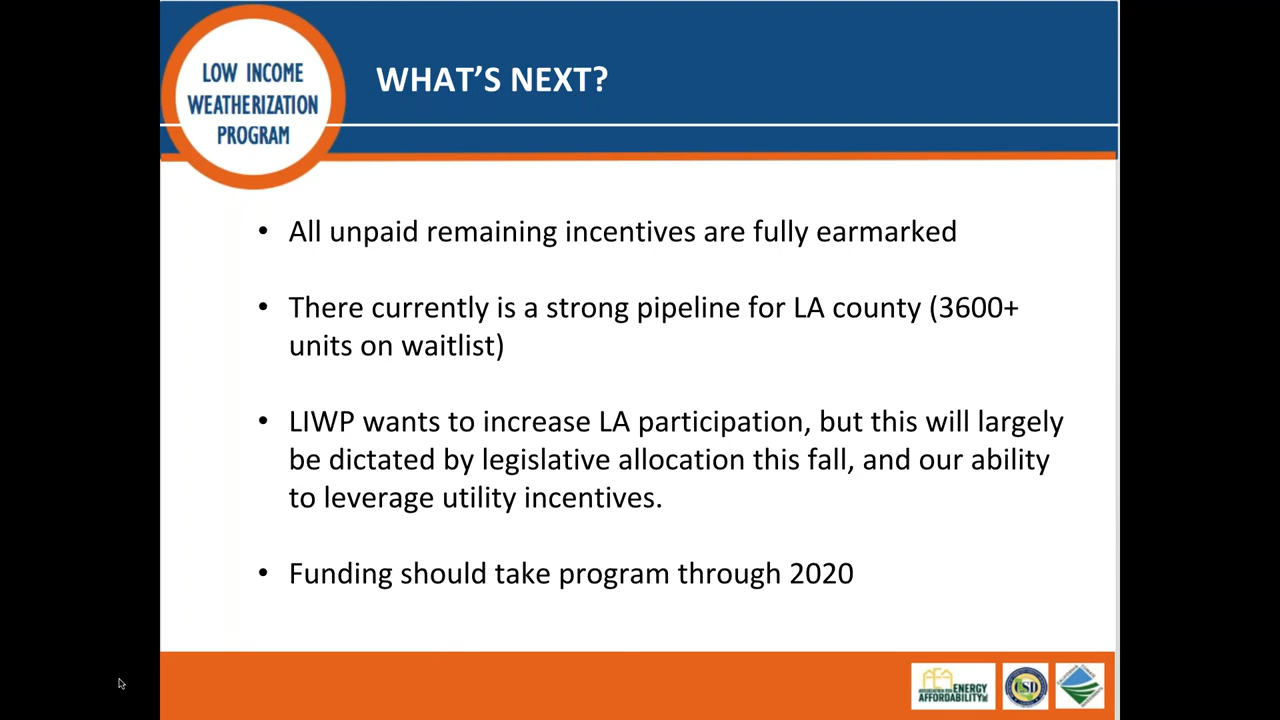 LOW INCOME
WEATHERIZATION
PROGRAM
WHAT'S NEXT?
• All unpaid remaining incentives are fully earmarked
• There currently is a strong pipeline for LA county (3600+
units on waitlist)
• LIWP wants to increase LA participation, but this will largely
be dictated by legislative allocation this fall, and our ability
to leverage utility incentives.
• Funding should take program through 2020
ASSOCIATION FOR
ENERGY
AFFORDABILITY
CSD